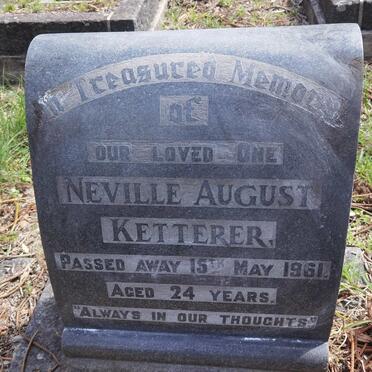 In Treasured Memory
of
OUR LOVED ONE
NEVILLE AUGUST
KETTERER.
PASSED AWAY 15TH MAY 1961.
AGED 24 YEARS.
"ALWAYS IN OUR THOUGHTS."